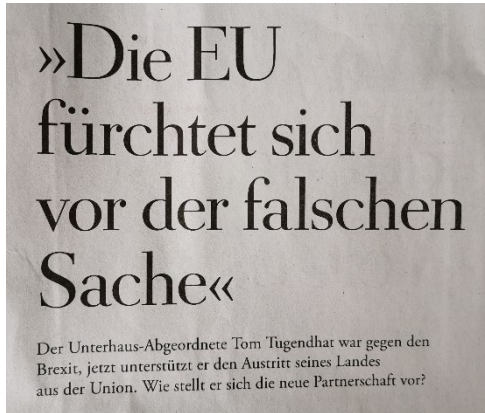 »Die EU
fürchtet sich
vor der falschen
Sache«
Der Unterhaus-Abgeordnete Tom Tugendhat war gegen den
Brexit, jetzt unterstützt er den Austritt seines Landes
aus der Union. Wie stellt er sich die neue Partnerschaft vor?